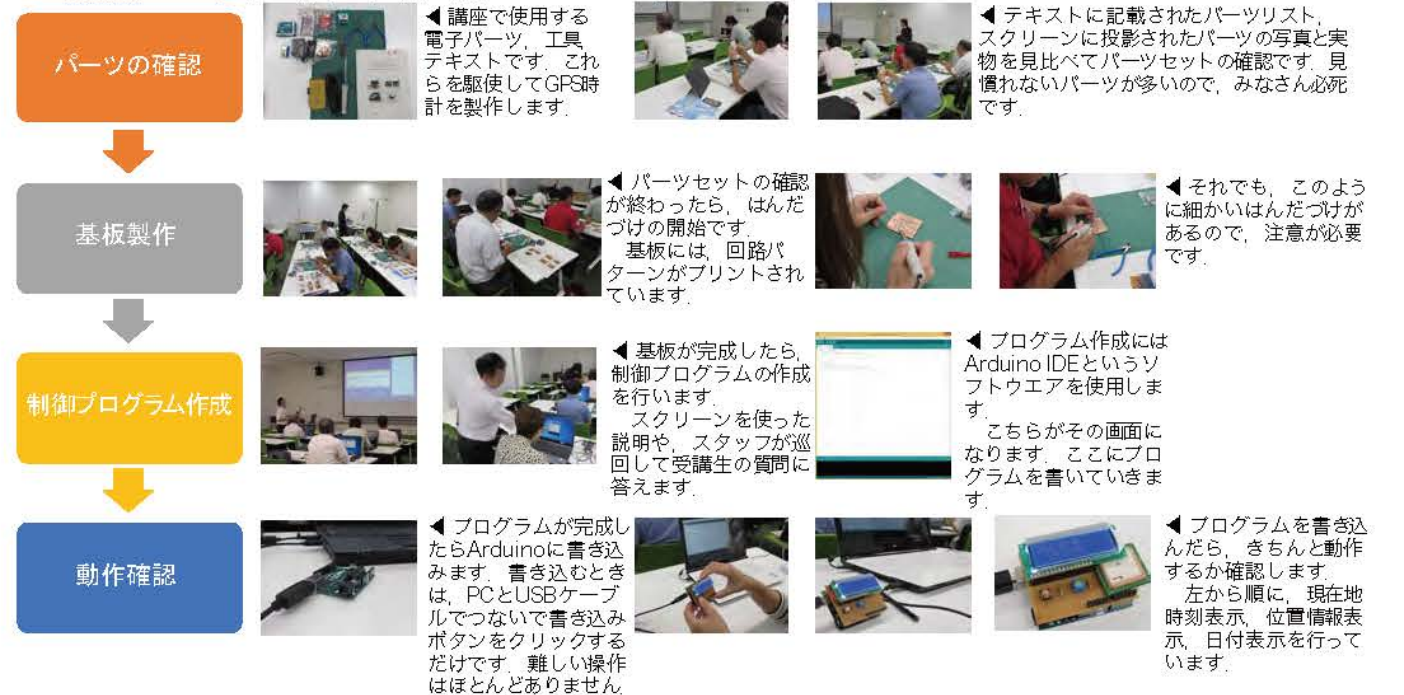 パーツの確認
◀ 講座で使用する
電子パーツ，工具，
テキストです．これ
らを駆使してGPS時
計を製作します．
◀ テキストに記載されたパーツリスト，
スクリーンに投影されたパーツの写真と実
物を見比べてパーツセットの確認です．見
慣れないパーツが多いので，みなさん必死
です．
基板製作
◀ パーツセットの確認
が終わったら，はんだ
づけの開始です．
基板には，回路パ
ターンがプリントされ
ています．
◀ それでも，このよう
に細かいはんだづけが
あるので，注意が必要
です．
制御プログラム作成
◀ 基板が完成したら，
制御プログラムの作成
を行います．
スクリーンを使った
説明や，スタッフが巡
回して受講生の質問に
答えます．
◀ プログラム作成には
Arduino IDEというソ
フトウエアを使用しま
す．
こちらがその画面に
なります．ここにプロ
グラムを書いていきま
す．
動作確認
◀ プログラムが完成し
たらArduinoに書き込
みます．書き込むとき
は，PCとUSBケーブ
ルでつないで書き込み
ボタンをクリックする
だけです．難しい操作
はほとんどありません
◀ プログラムを書き込
んだら，きちんと動作
するか確認します．
左から順に，現在地
時刻表示，位置情報表
示，日付表示を行って
います．